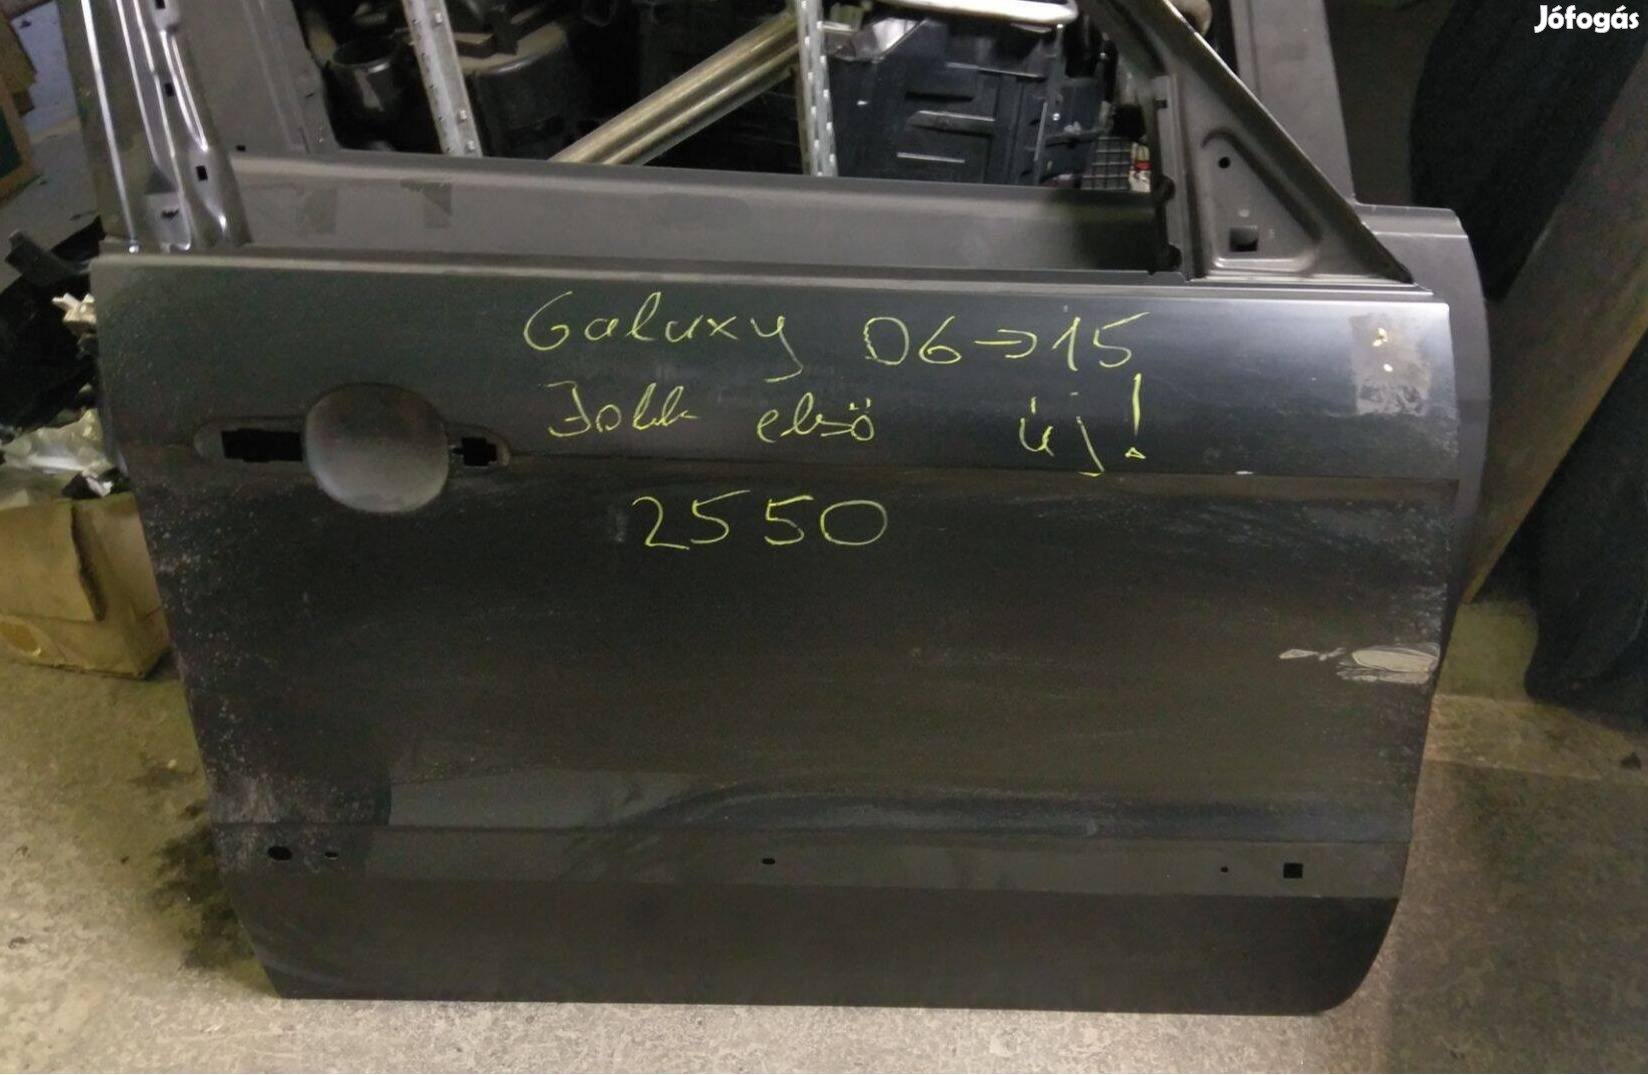 Jófogás
Galaxy 06→15
Jobb első új!
2550